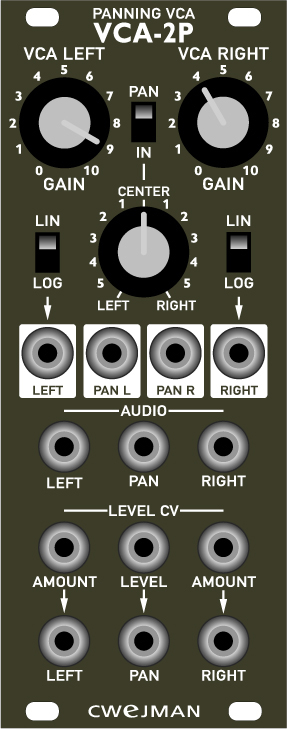 PANNING VCA
VCA-2P
VCA LEFT VCA RIGHT
0 1 2 3 4 5 6 7 8 9 10
GAIN
PAN
IN
0 1 2 3 4 5 6 7 8 9 10
GAIN
CENTER
5 4 3 2 1 1 2 3 4 5
LEFT RIGHT
LIN
LOG
LIN
LOG
LEFT PAN L PAN R RIGHT
AUDIO
LEFT PAN RIGHT
LEVEL CV
AMOUNT LEVEL AMOUNT
LEFT PAN RIGHT
CWEJMAN